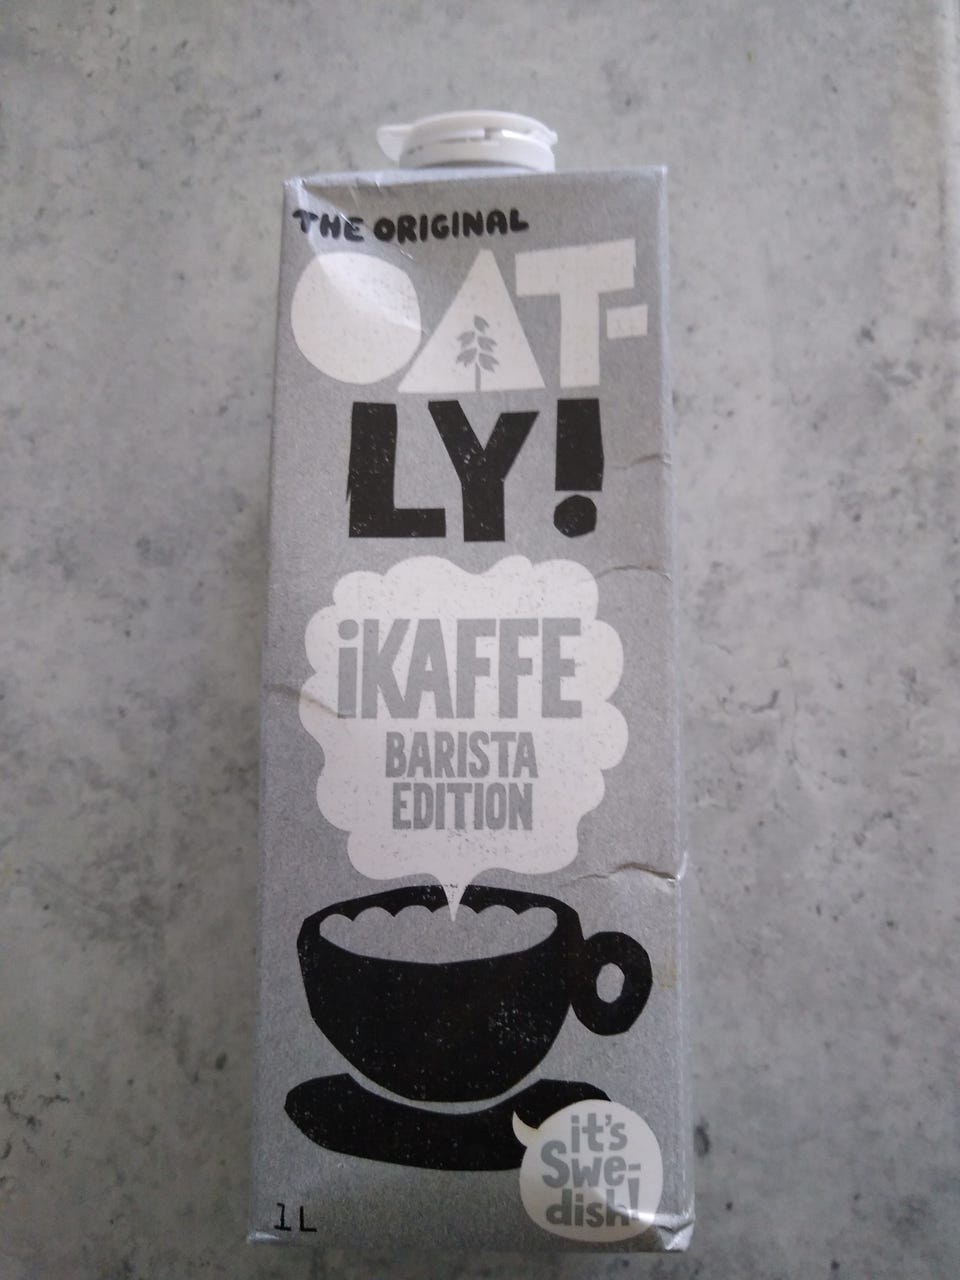 THE ORIGINAL
OAT-
LY!
iKAFFE
BARISTA
EDITION
it's
Swe-
dish!
1L